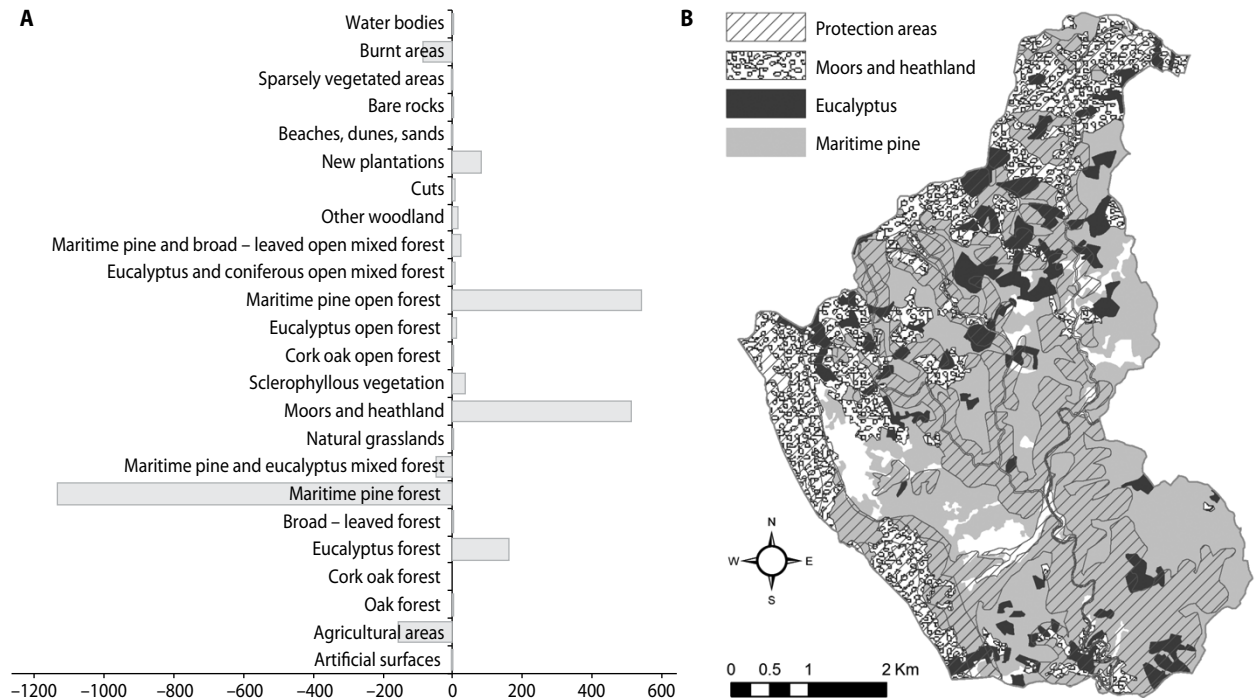 A
Water bodies
Burnt areas
Sparsely vegetated areas
Bare rocks
Beaches, dunes, sands
New plantations
Cuts
Other woodland
Maritime pine and broad – leaved open mixed forest
Eucalyptus and coniferous open mixed forest
Maritime pine open forest
Eucalyptus open forest
Cork oak open forest
Sclerophyllous vegetation
Moors and heathland
Natural grasslands
Maritime pine and eucalyptus mixed forest
Maritime pine forest
Broad – leaved forest
Eucalyptus forest
Cork oak forest
Oak forest
Agricultural areas
Artificial surfaces
−1200 −1000 −800 −600 −400 −200 0 200 400 600
B
Protection areas
Moors and heathland
Eucalyptus
Maritime pine
N
W E
S
0 0.5 1 2 Km